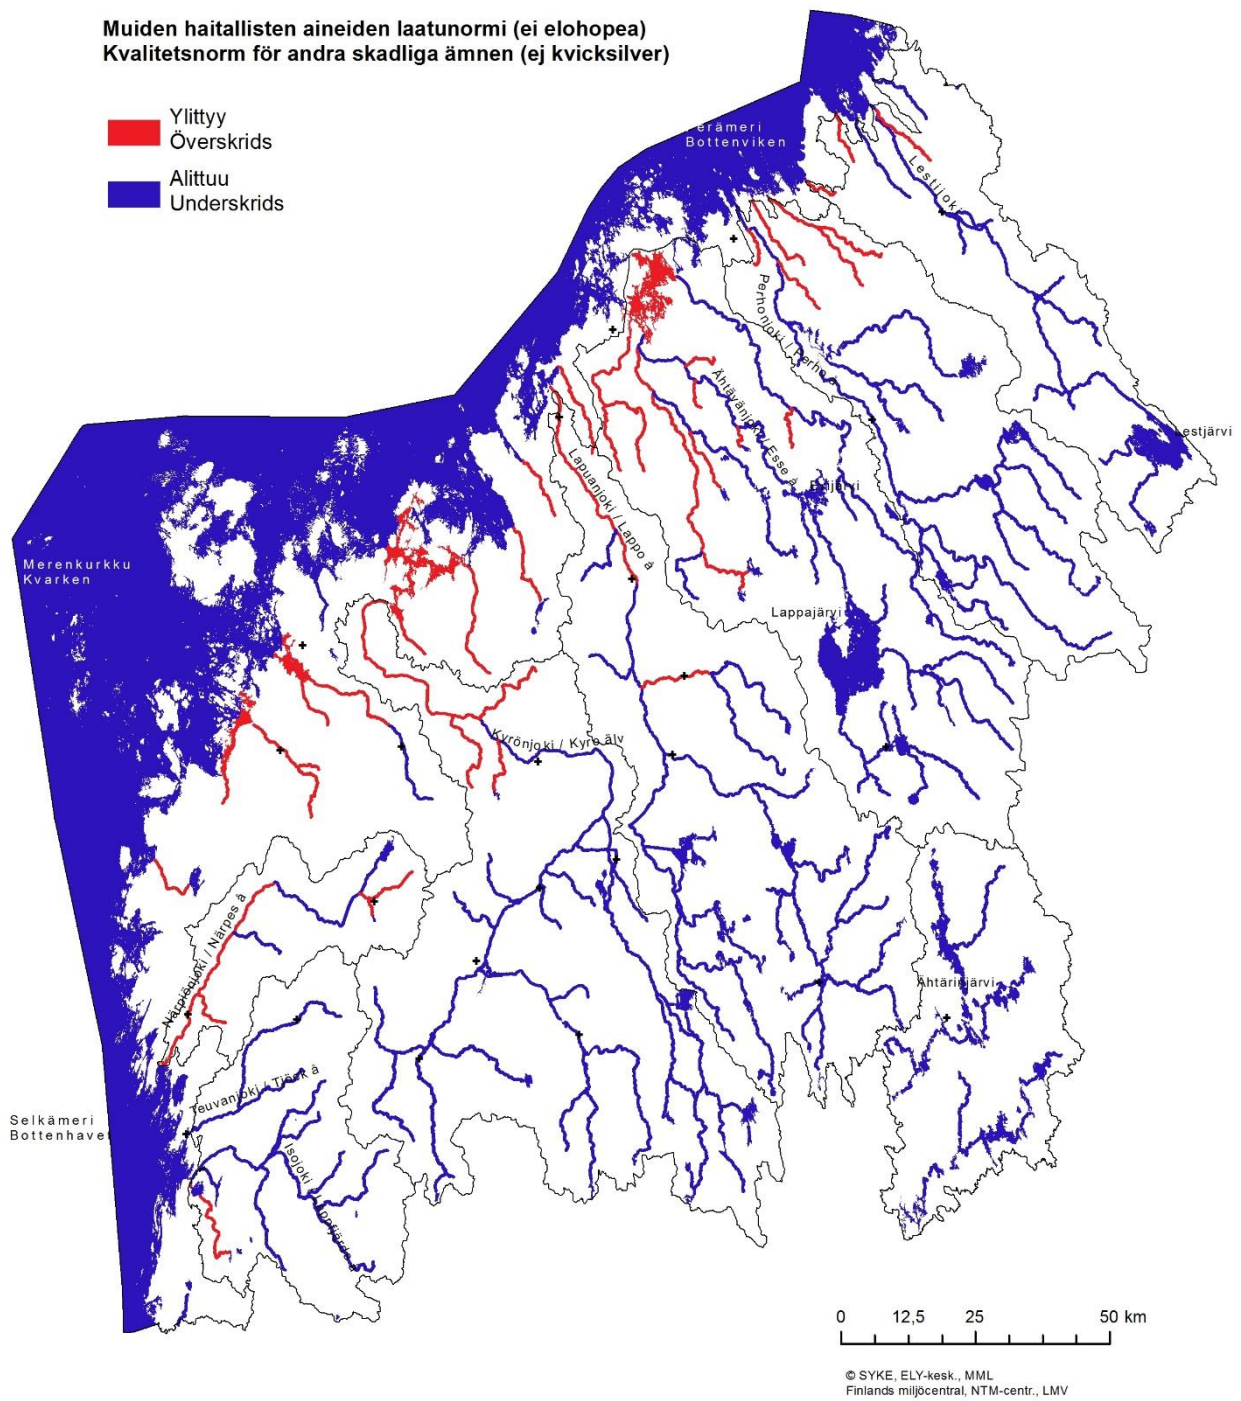 Muiden haitallisten aineiden laatunormi (ei elohopea)
Kvalitetsnorm för andra skadliga ämnen (ej kvicksilver)
Ylittyy
Överskrids
Alittuu
Underskrids
Perämeri
Bottenviken
Lestijoki
Perhonjoki / Perho å
Ähtävänjoki / Esse å
Lestjärvi
Evijärvi
Lapuanjoki / Lappo å
Merenkurkku
Kvarken
Lappajärvi
Kyrönjoki / Kyro älv
Närpiönjoki / Närpes å
Ähtärinjärvi
Teuvanjoki / Tjöck å
Selkämeri
Bottenhavet
Isojoki / Lappfjärds å
0 12,5 25 50 km
© SYKE, ELY-kesk., MML
Finlands miljöcentral, NTM-centr., LMV